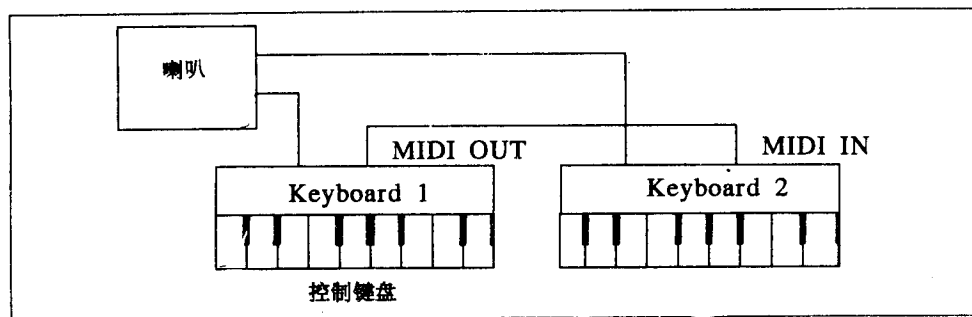 喇叭
MIDI OUT
MIDI IN
Keyboard 1
Keyboard 2
控制键盘